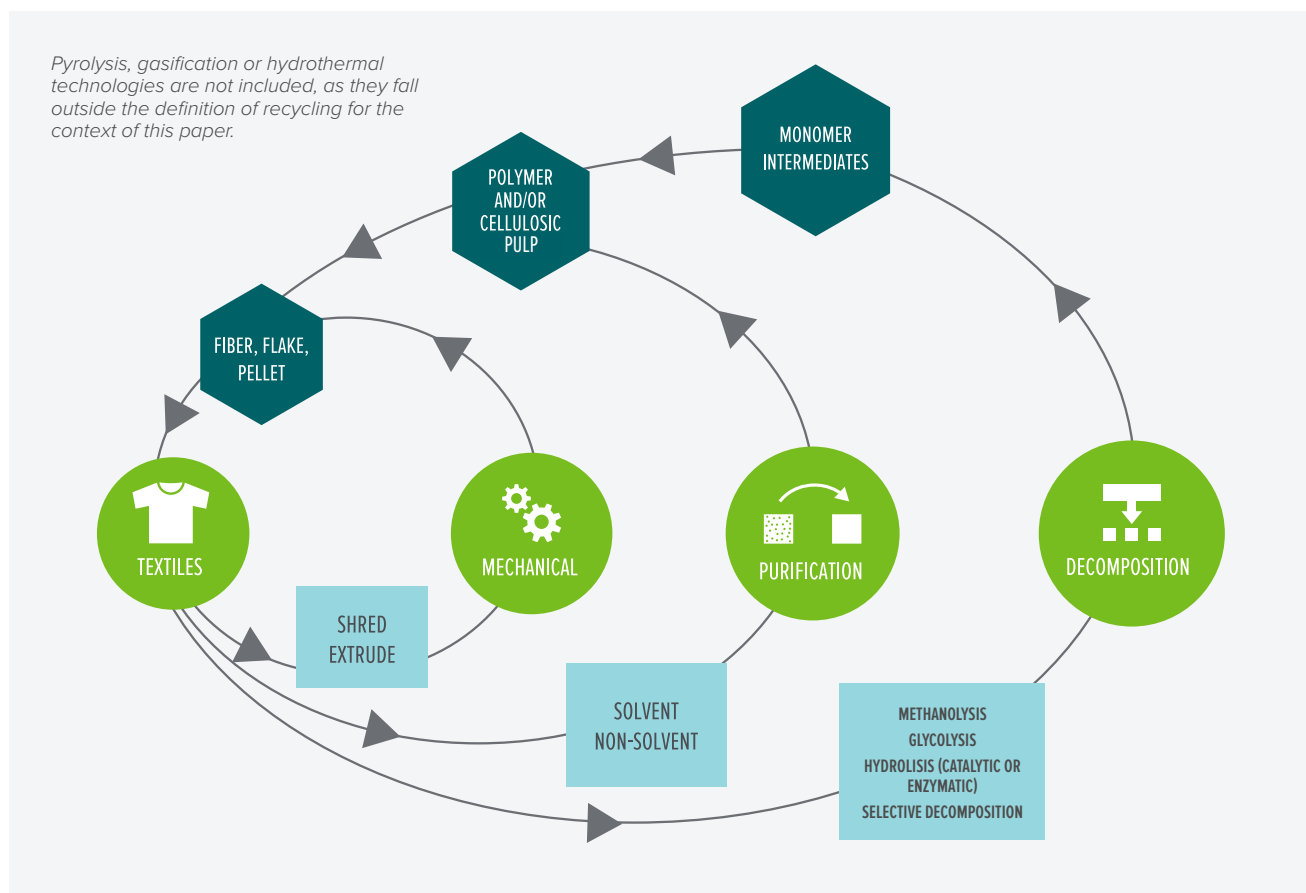 Pyrolysis, gasification or hydrothermal
technologies are not included, as they fall
outside the definition of recycling for the
context of this paper.
MONOMER
INTERMEDIATES
POLYMER
AND/OR
CELLULOSIC
PULP
FIBER, FLAKE,
PELLET
TEXTILES
MECHANICAL
PURIFICATION
DECOMPOSITION
SHRED
EXTRUDE
SOLVENT
NON-SOLVENT
METHANOLYSIS
GLYCOLYSIS
HYDROLISIS (CATALYTIC OR
ENZYMATIC)
SELECTIVE DECOMPOSITION